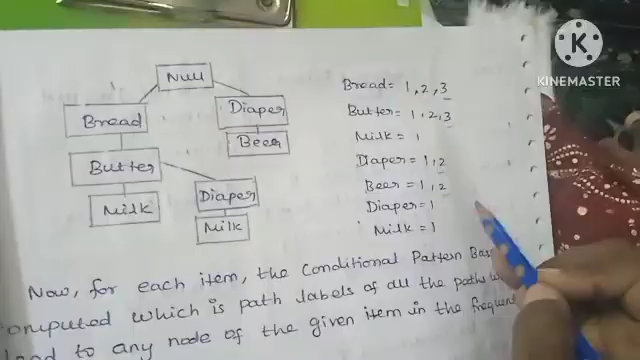 Null
Bread
Diaper
Butter
Beer
Milk
Diaper
Milk
Bread = 1, 2, 3
Butter = 1, 2, 3
Milk = 1
Diaper = 1, 2
Beer = 1, 2
Diaper = 1
Milk = 1
K
KINEMASTER
Now, for each item, the Conditional Pattern
computed which is path labels of all the paths
to any node of the given item in the